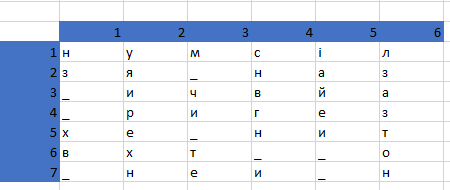 1 2 3 4 5 6
1 н у м с і л
2 з я _ н а з
3 _ и ч в й а
4 _ р и г е з
5 х е _ н и т
6 в х т _ _ о
7 _ н е и _ н